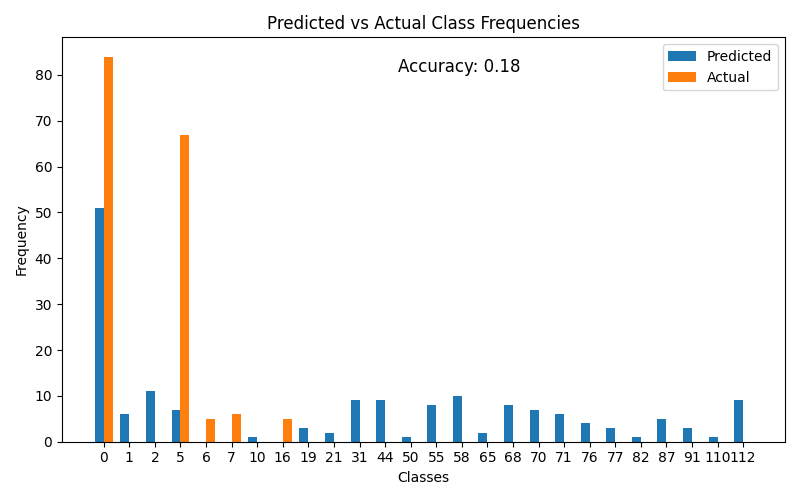 Predicted vs Actual Class Frequencies
Accuracy: 0.18
Predicted
Actual
Frequency
80
70
60
50
40
30
20
10
0
0 1 2 5 6 7 10 16 19 21 31 44 50 55 58 65 68 70 71 76 77 82 87 91 110 112
Classes